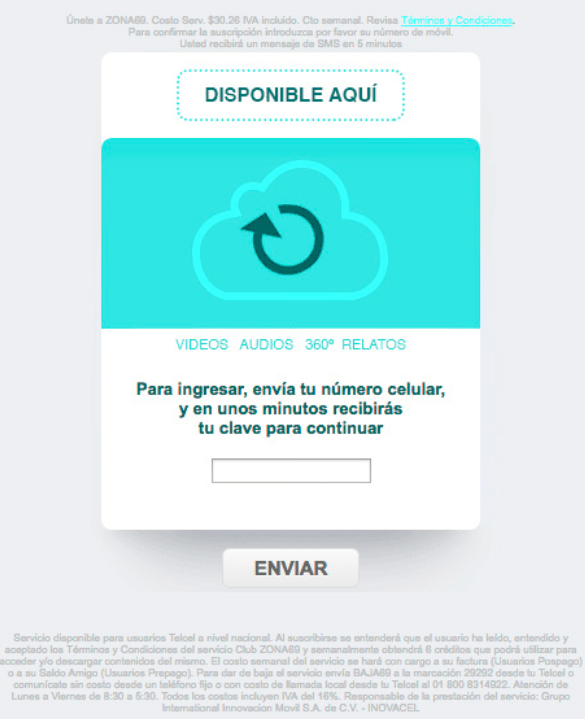 Únete a ZONA69. Costo Serv. $30.26 IVA incluido. Cto semanal. Revisa Términos y Condiciones.
Para confirmar la suscripción introduzca por favor su número de móvil.
Usted recibirá un mensaje de SMS en 5 minutos
DISPONIBLE AQUÍ
VIDEOS AUDIOS 360º RELATOS
Para ingresar, envía tu número celular,
y en unos minutos recibirás
tu clave para continuar
ENVIAR
Servicio disponible para usuarios Telcel a nivel nacional. Al suscribirse se entenderá que el usuario ha leído, entendido y
aceptado los Términos y Condiciones del servicio Club ZONA69 y semanalmente obtendrá 6 créditos que podrá utilizar para
acceder y/o descargar contenidos del mismo. El costo semanal del servicio se hará con cargo a su factura (Usuarios Pospago)
o a su Saldo Amigo (Usuarios Prepago). Para dar de baja el servicio envía BAJA69 a la marcación 29292 desde tu Telcel o
comunícate sin costo desde un teléfono fijo o con costo de llamada local desde tu Telcel al 01 800 8314922. Atención de
Lunes a Viernes de 8:30 a 5:30. Todos los costos incluyen IVA del 16%. Responsable de la prestación del servicio: Grupo
International Innovacion Movil S.A. de C.V. - INOVACEL